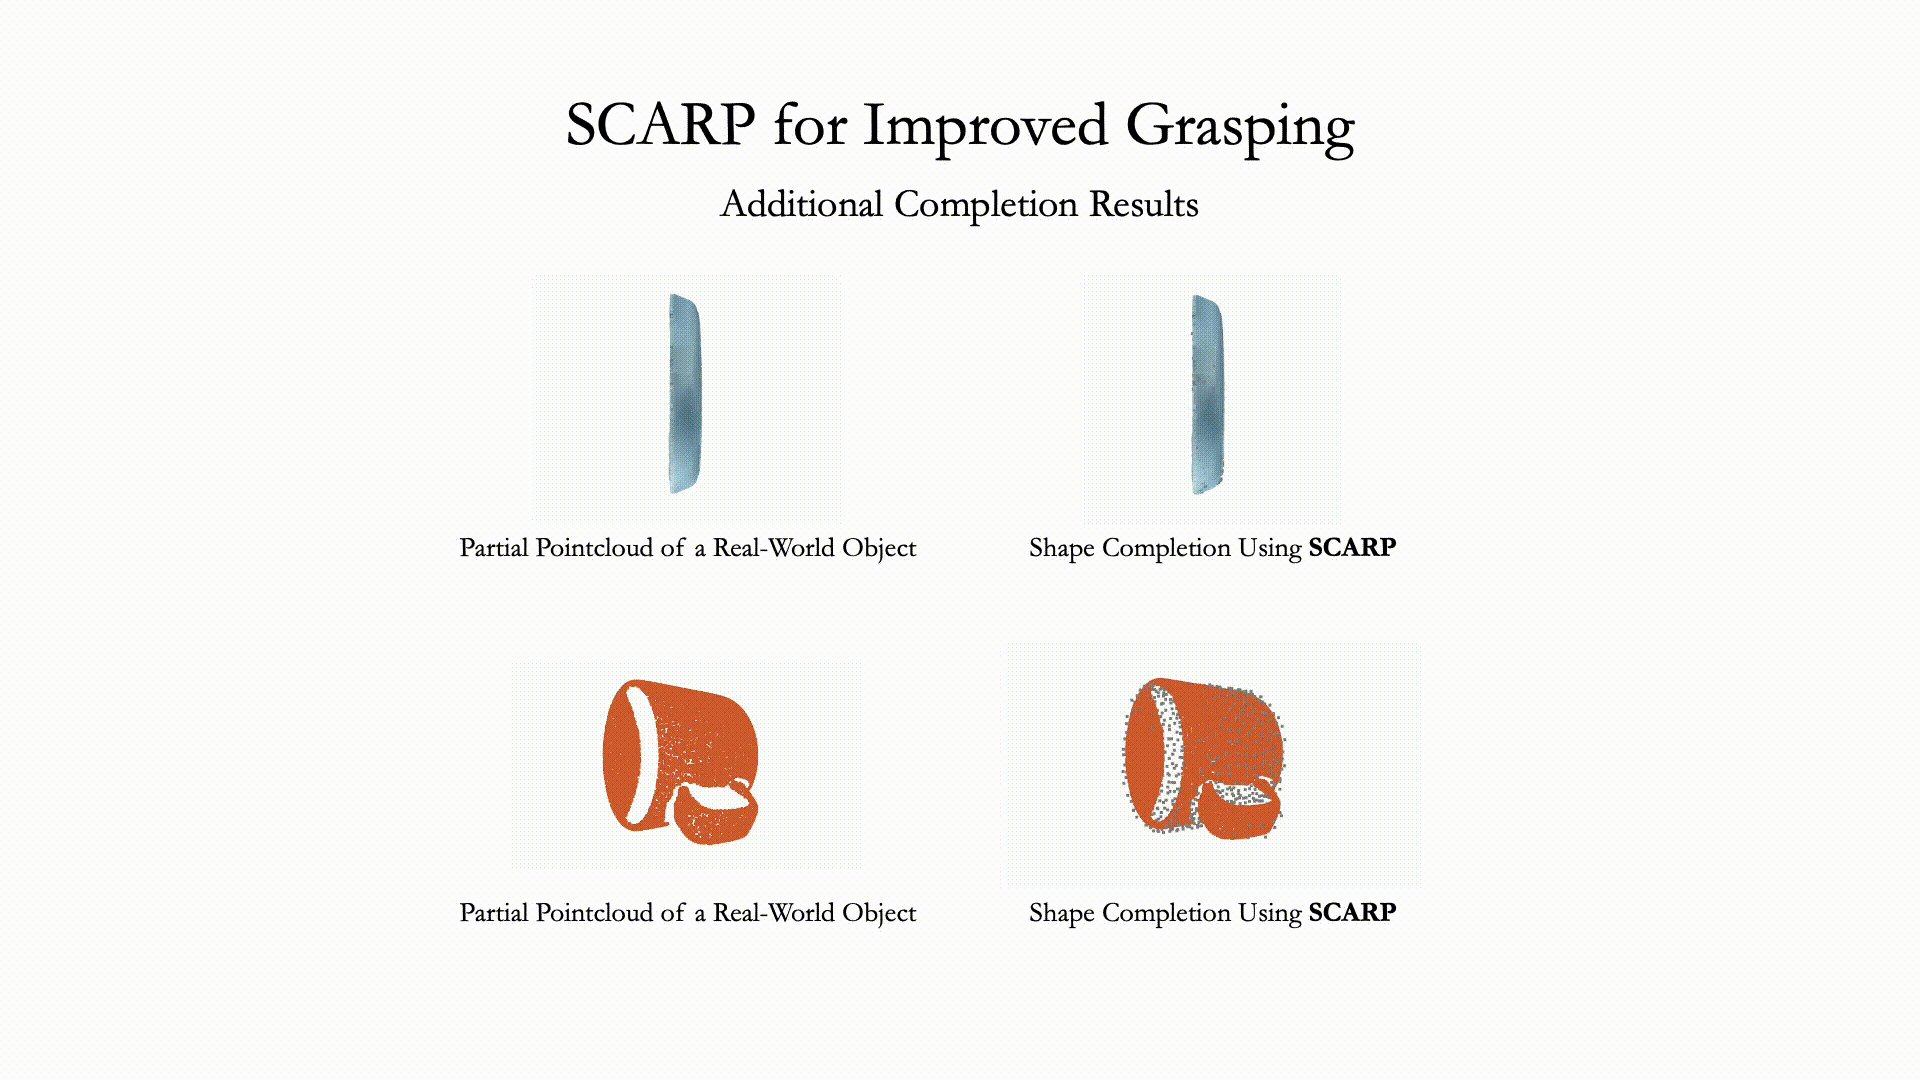 SCARP for Improved Grasping
Additional Completion Results
Partial Pointcloud of a Real-World Object
Shape Completion Using SCARP
Partial Pointcloud of a Real-World Object
Shape Completion Using SCARP